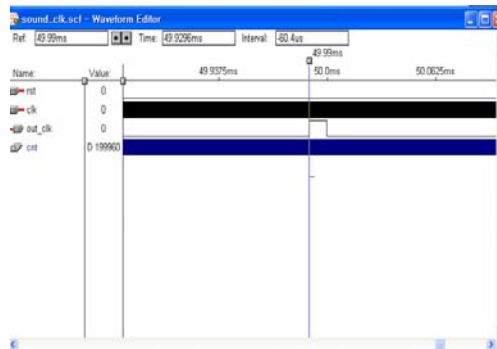 sound_clk.scf - Waveform Editor
Ref: 49.99ms Time: 49.9296ms Interval: -60.4us
49.99ms
Name: Value: 49.9375ms 50.0ms 50.0625ms
rst 0
clk 0
out_clk 0
cnt D 199960